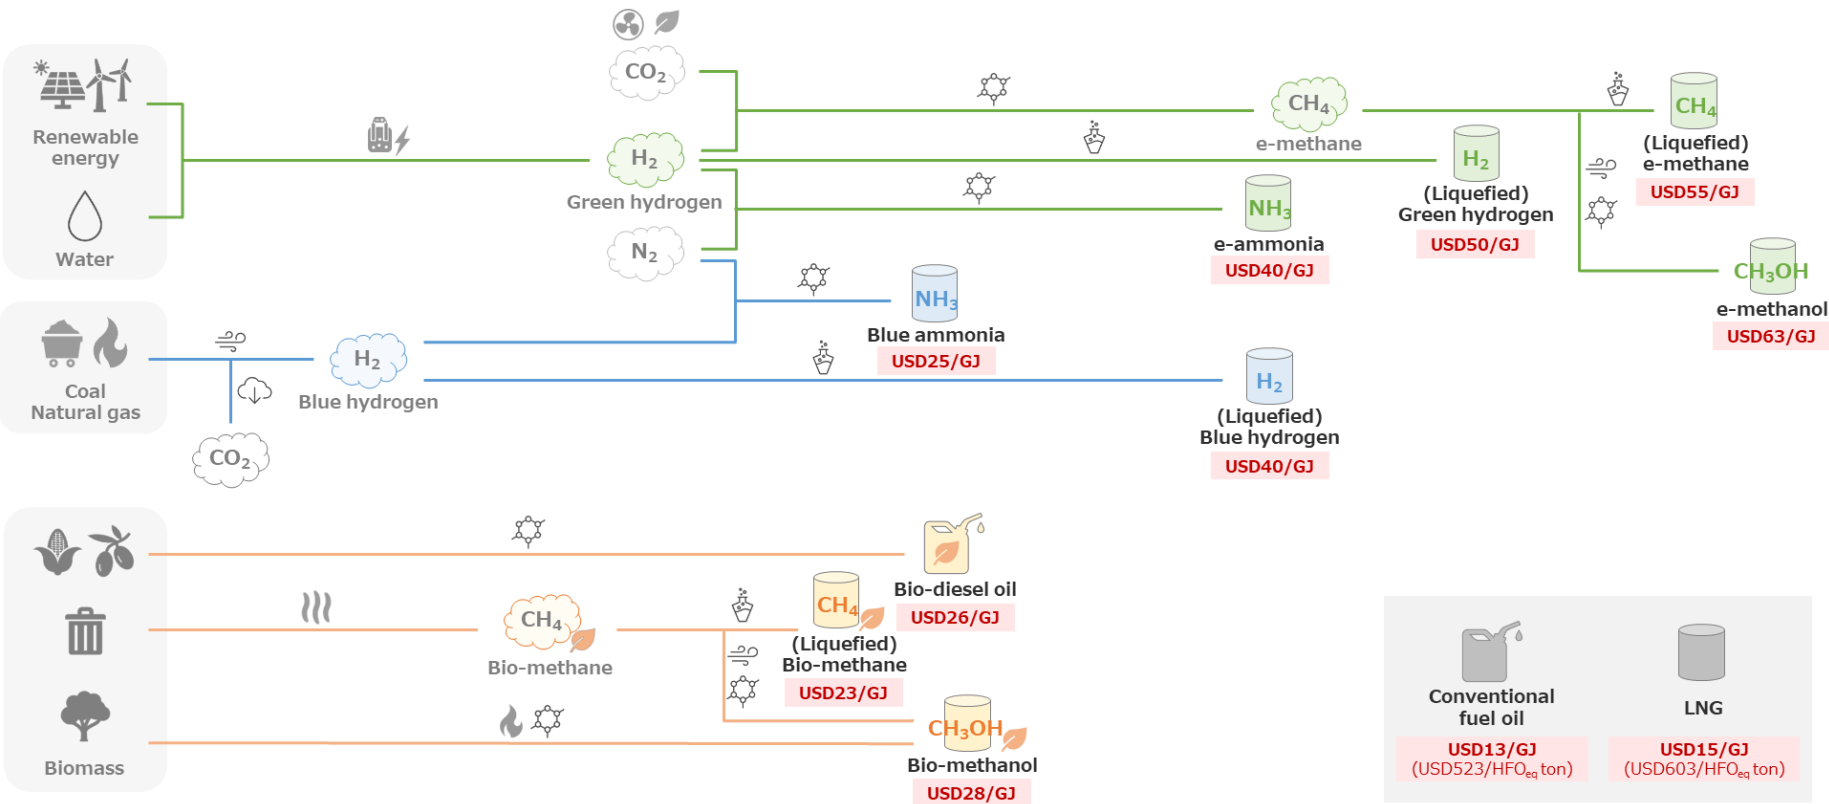 CO₂
Renewable
energy
Water
H₂
Green hydrogen
N₂
CH₄
e-methane
CH₄
(Liquefied)
e-methane
USD55/GJ
H₂
(Liquefied)
Green hydrogen
USD50/GJ
NH₃
e-ammonia
USD40/GJ
CH₃OH
e-methanol
USD63/GJ
Coal
Natural gas
CO₂
H₂
Blue hydrogen
NH₃
Blue ammonia
USD25/GJ
H₂
(Liquefied)
Blue hydrogen
USD40/GJ
Biomass
Bio-diesel oil
USD26/GJ
CH₄
Bio-methane
CH₄
(Liquefied)
Bio-methane
USD23/GJ
CH₃OH
Bio-methanol
USD28/GJ
Conventional
fuel oil
USD13/GJ
(USD523/HFOeq ton)
LNG
USD15/GJ
(USD603/HFOeq ton)